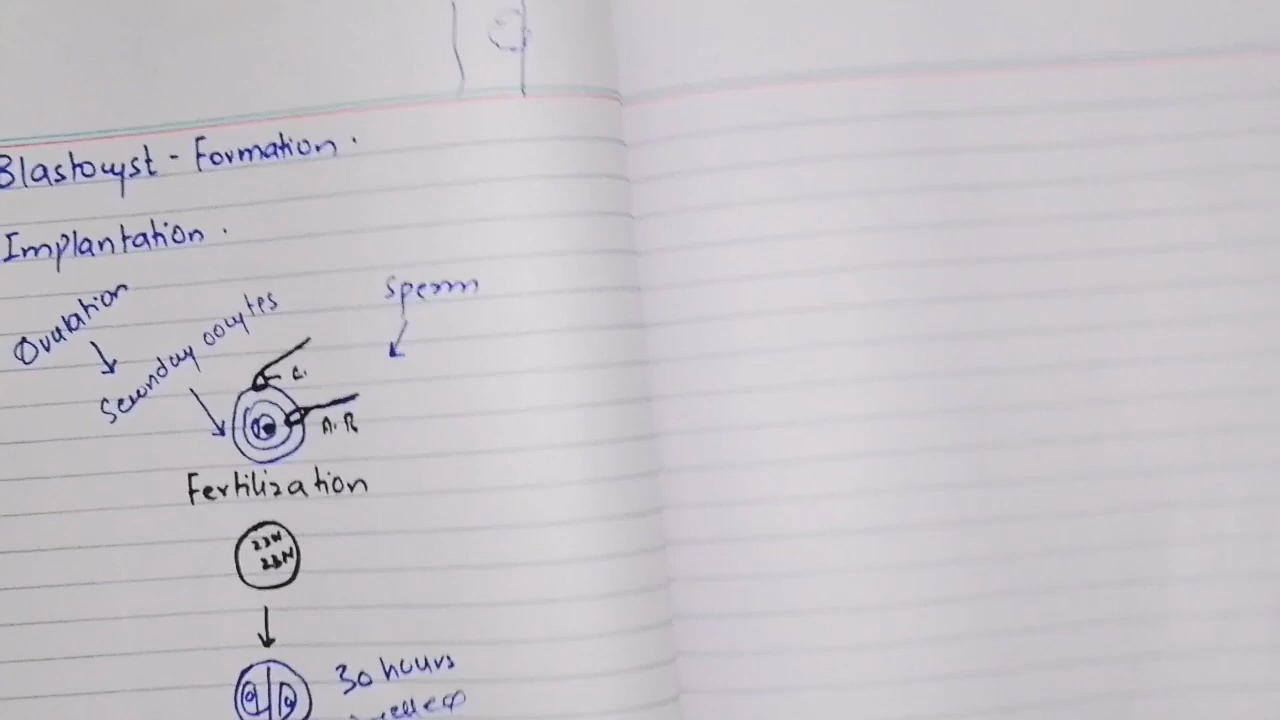 Blastocyst - Formation.
Implantation.
Ovulation
Secondary oocytes
Sperm
A.R
Fertilization
23N
23N
30 hours